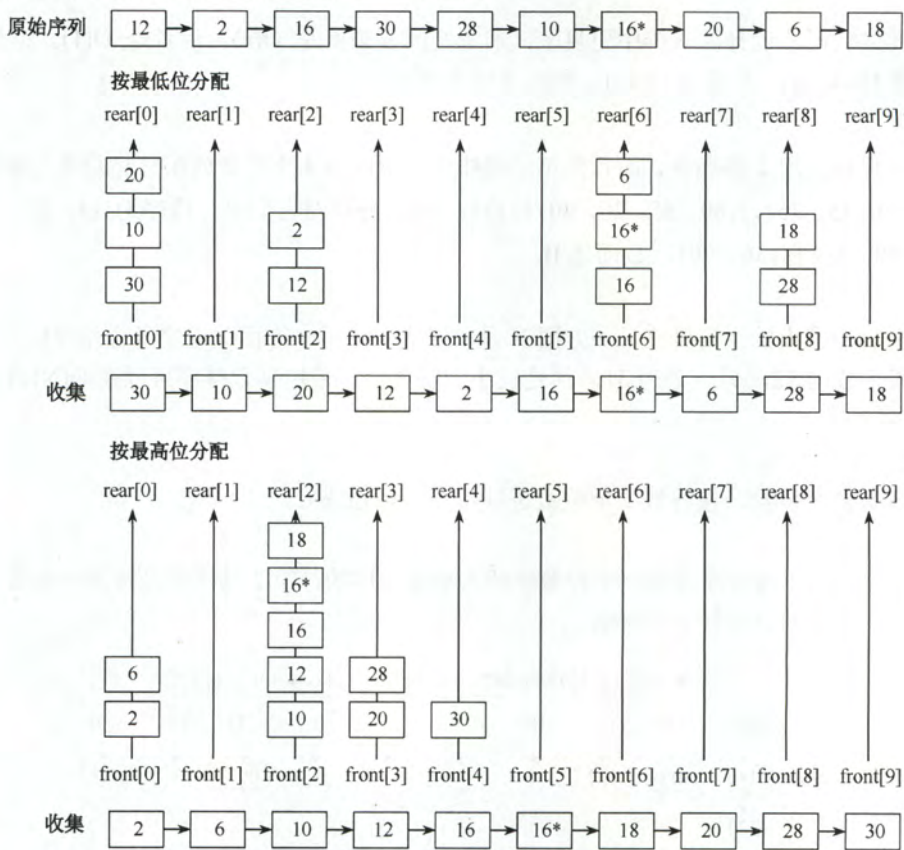 原始序列 12 2 16 30 28 10 16* 20 6 18
按最低位分配
rear[0] rear[1] rear[2] rear[3] rear[4] rear[5] rear[6] rear[7] rear[8] rear[9]
20 6
10 2 16* 18
30 12 16 28
front[0] front[1] front[2] front[3] front[4] front[5] front[6] front[7] front[8] front[9]
收集 30 10 20 12 2 16 16* 6 28 18
按最高位分配
rear[0] rear[1] rear[2] rear[3] rear[4] rear[5] rear[6] rear[7] rear[8] rear[9]
18
16*
16
6 12 28
2 10 20 30
front[0] front[1] front[2] front[3] front[4] front[5] front[6] front[7] front[8] front[9]
收集 2 6 10 12 16 16* 18 20 28 30